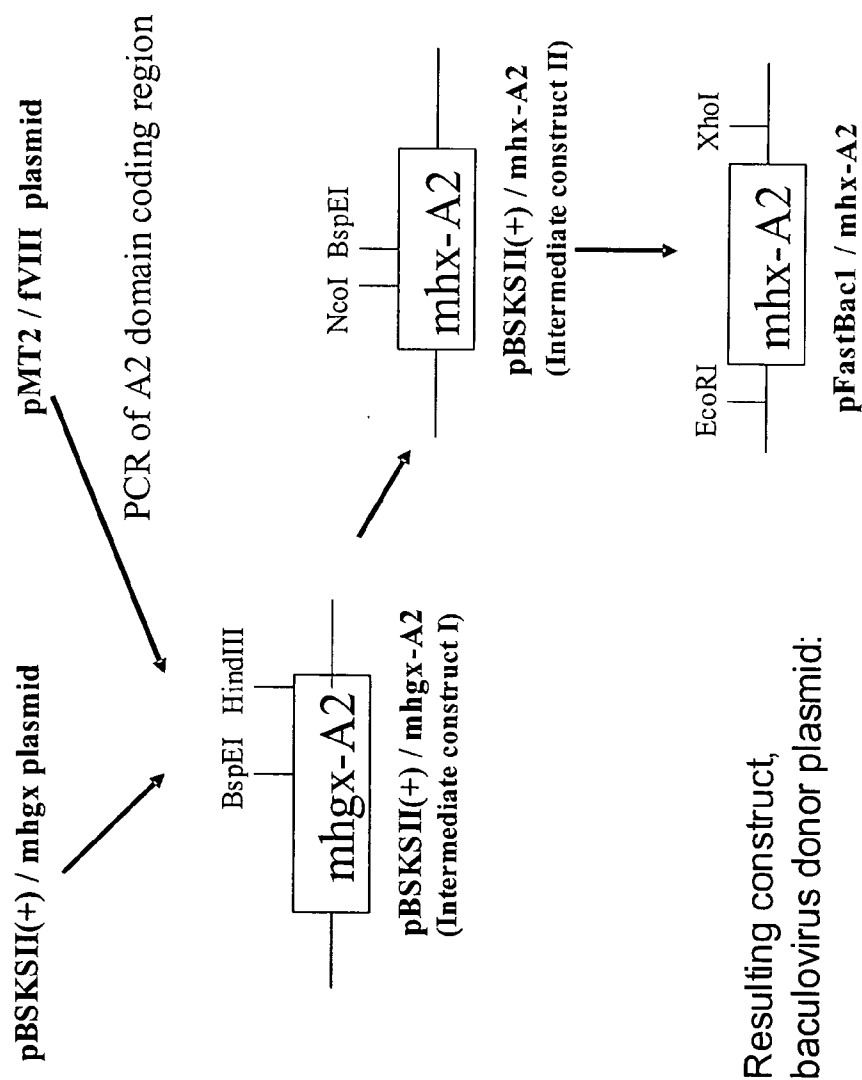 pBSKSII(+) / mhgx plasmid
pMT2 / fVIII plasmid
PCR of A2 domain coding region
BspEI HindIII
mhgx-A2
pBSKSII(+) / mhgx-A2
(Intermediate construct I)
NcoI BspEI
mhx-A2
pBSKSII(+) / mhx-A2
(Intermediate construct II)
Resulting construct,
baculovirus donor plasmid:
EcoRI XhoI
mhx-A2
pFastBac1 / mhx-A2